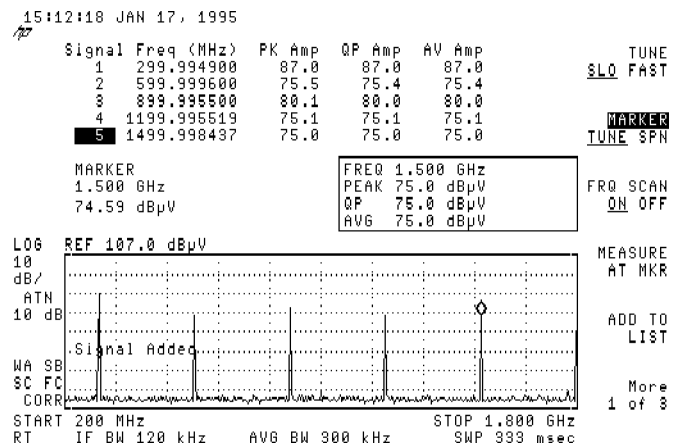 15:12:18 JAN 17, 1995
hp
Signal Freq (MHz) PK Amp QP Amp AV Amp
1 299.994900 87.0 87.0 87.0
2 599.999600 75.5 75.4 75.4
3 899.995500 80.1 80.0 80.0
4 1199.995519 75.1 75.1 75.1
5 1499.998437 75.0 75.0 75.0
TUNE
SLO FAST
MARKER
TUNE SPN
MARKER
1.500 GHz
74.59 dBµV
FREQ 1.500 GHz
PEAK 75.0 dBµV
QP 75.0 dBµV
AVG 75.0 dBµV
FRQ SCAN
ON OFF
LOG REF 107.0 dBµV
10
dB/
ATN
10 dB
MEASURE
AT MKR
ADD TO
LIST
Signal Added
WA SB
SC FC
CORR
More
1 of 3
START 200 MHz STOP 1.800 GHz
RT IF BW 120 kHz AVG BW 300 kHz SWP 333 msec